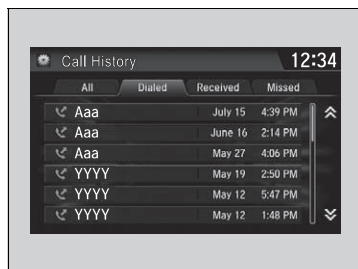 Call History 12:34
All Dialed Received Missed
Aaa July 15 4:39 PM
Aaa June 16 2:14 PM
Aaa May 27 4:06 PM
YYYY May 19 2:50 PM
YYYY May 12 5:47 PM
YYYY May 12 1:48 PM